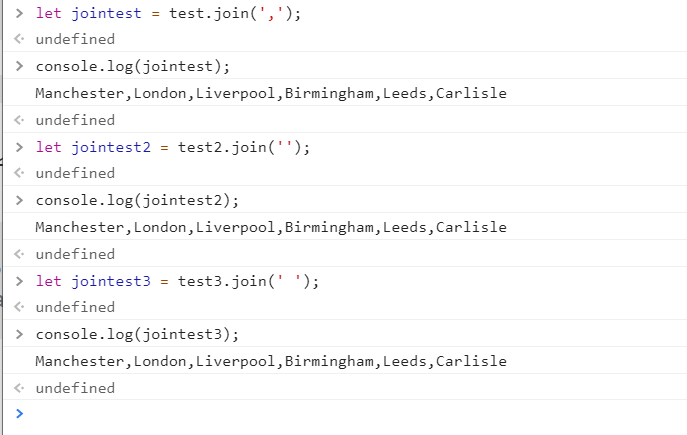 > let jointest = test.join(',');
<· undefined
> console.log(jointest);
Manchester,London,Liverpool,Birmingham,Leeds,Carlisle
<· undefined
> let jointest2 = test2.join('');
<· undefined
> console.log(jointest2);
Manchester,London,Liverpool,Birmingham,Leeds,Carlisle
<· undefined
> let jointest3 = test3.join(' ');
<· undefined
> console.log(jointest3);
Manchester,London,Liverpool,Birmingham,Leeds,Carlisle
<· undefined
>